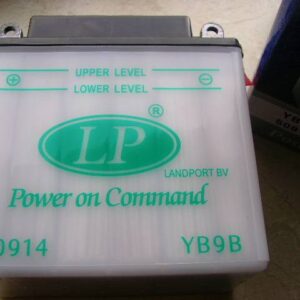 UPPER LEVEL
LOWER LEVEL
LP®
LANDPORT BV
Power on Command
0914 YB9B